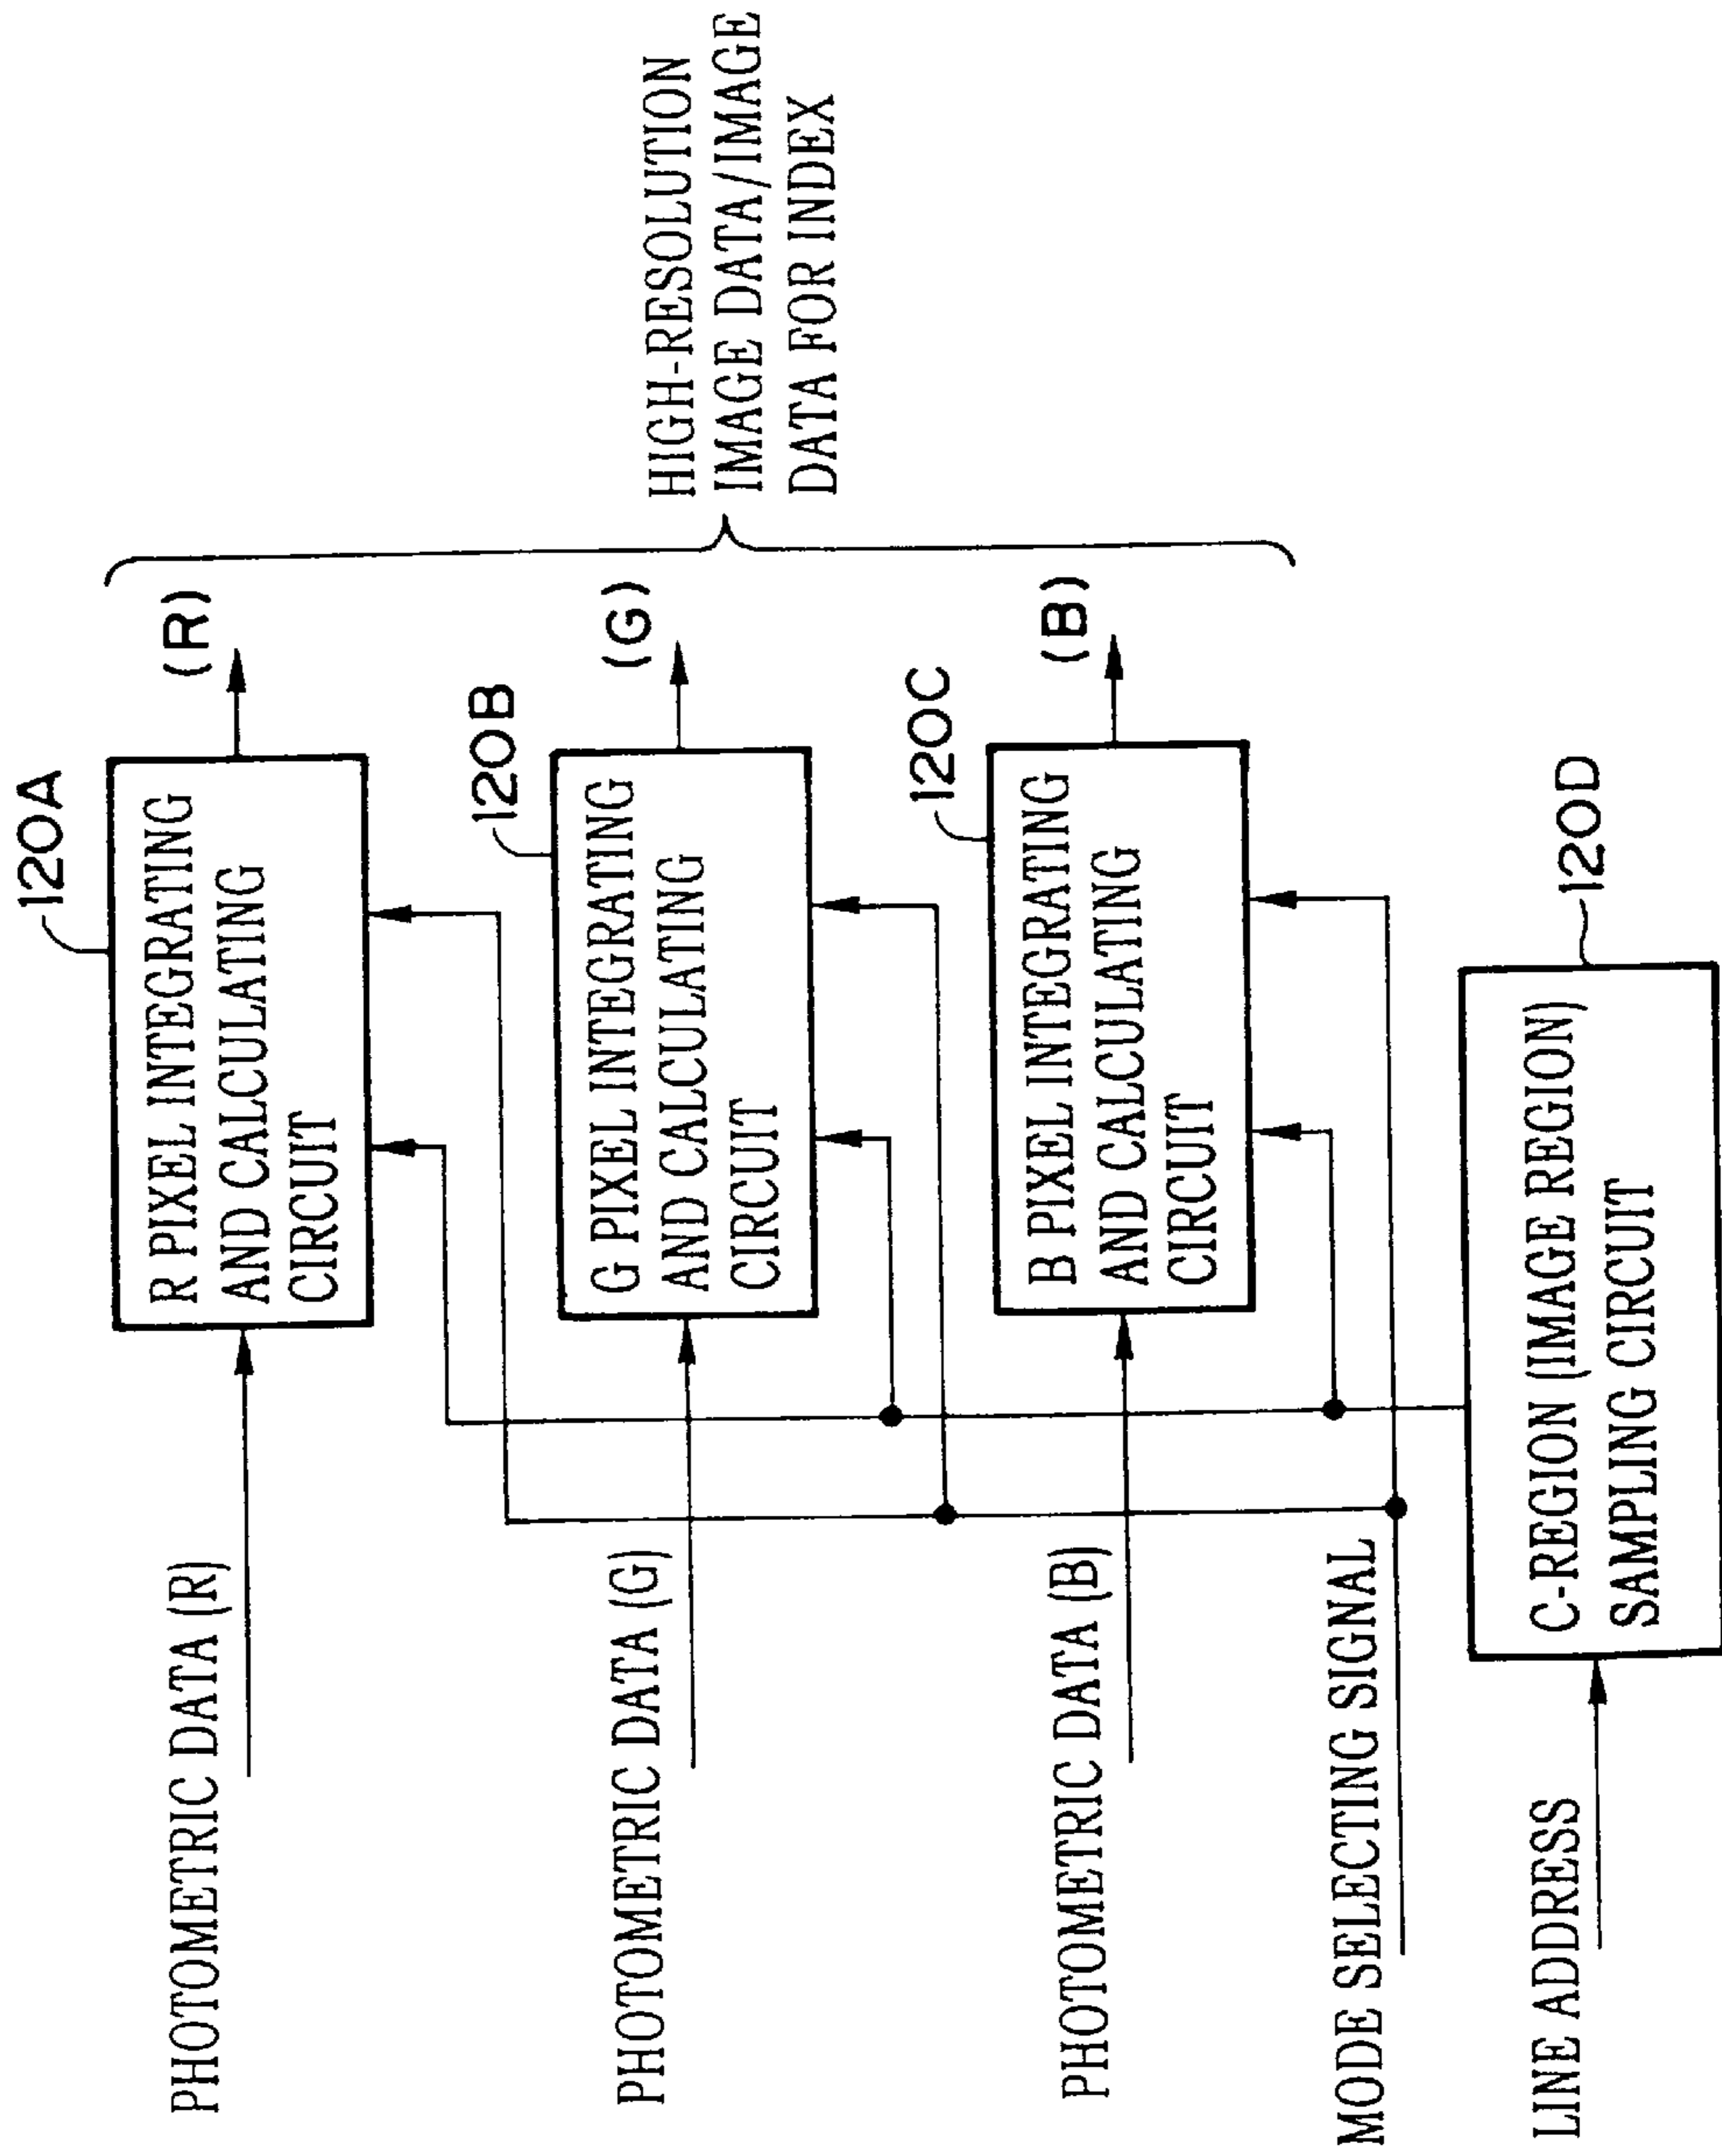 PHOTOMETRIC DATA (R)
120A
R PIXEL INTEGRATING
AND CALCULATING
CIRCUIT
(R)
PHOTOMETRIC DATA (G)
120B
G PIXEL INTEGRATING
AND CALCULATING
CIRCUIT
(G)
HIGH-RESOLUTION
IMAGE DATA/IMAGE
DATA FOR INDEX
PHOTOMETRIC DATA (B)
120C
B PIXEL INTEGRATING
AND CALCULATING
CIRCUIT
(B)
MODE SELECTING SIGNAL
LINE ADDRESS
120D
C-REGION (IMAGE REGION)
SAMPLING CIRCUIT